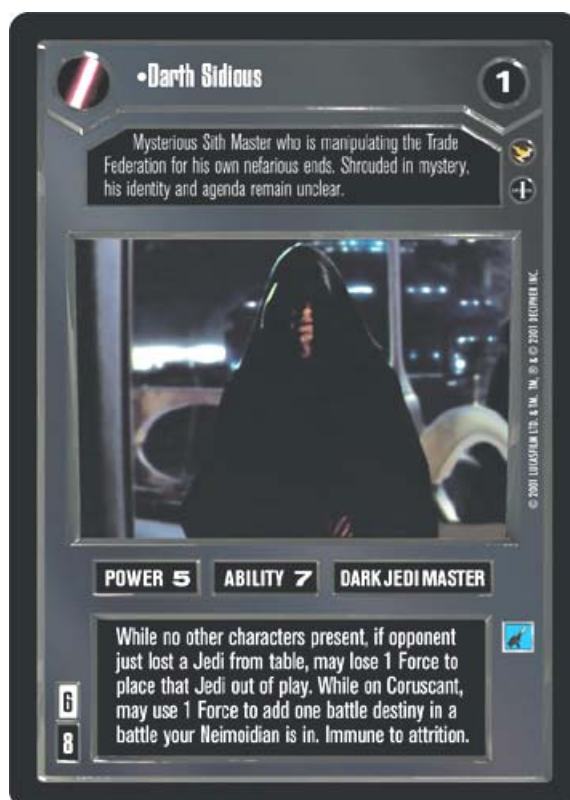 •Darth Sidious
1
Mysterious Sith Master who is manipulating the Trade
Federation for his own nefarious ends. Shrouded in mystery,
his identity and agenda remain unclear.
© 2001 LUCASFILM LTD. & TM. TM, ® & © 2001 DECIPHER INC.
POWER 5 ABILITY 7 DARK JEDI MASTER
While no other characters present, if opponent
just lost a Jedi from table, may lose 1 Force to
place that Jedi out of play. While on Coruscant,
may use 1 Force to add one battle destiny in a
battle your Neimoidian is in. Immune to attrition.
6
8